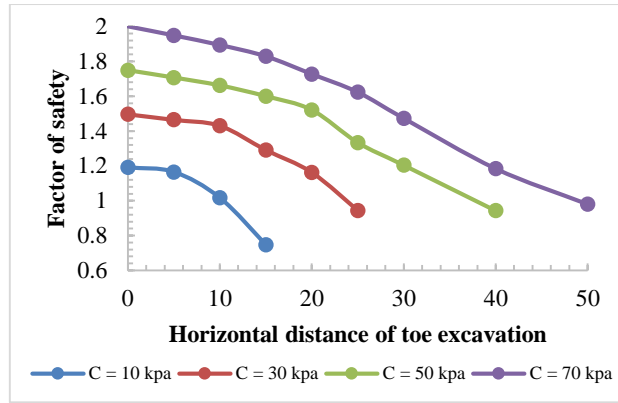 Factor of safety
2
1.8
1.6
1.4
1.2
1
0.8
0.6
0 10 20 30 40 50
Horizontal distance of toe excavation
C = 10 kpa C = 30 kpa C = 50 kpa C = 70 kpa